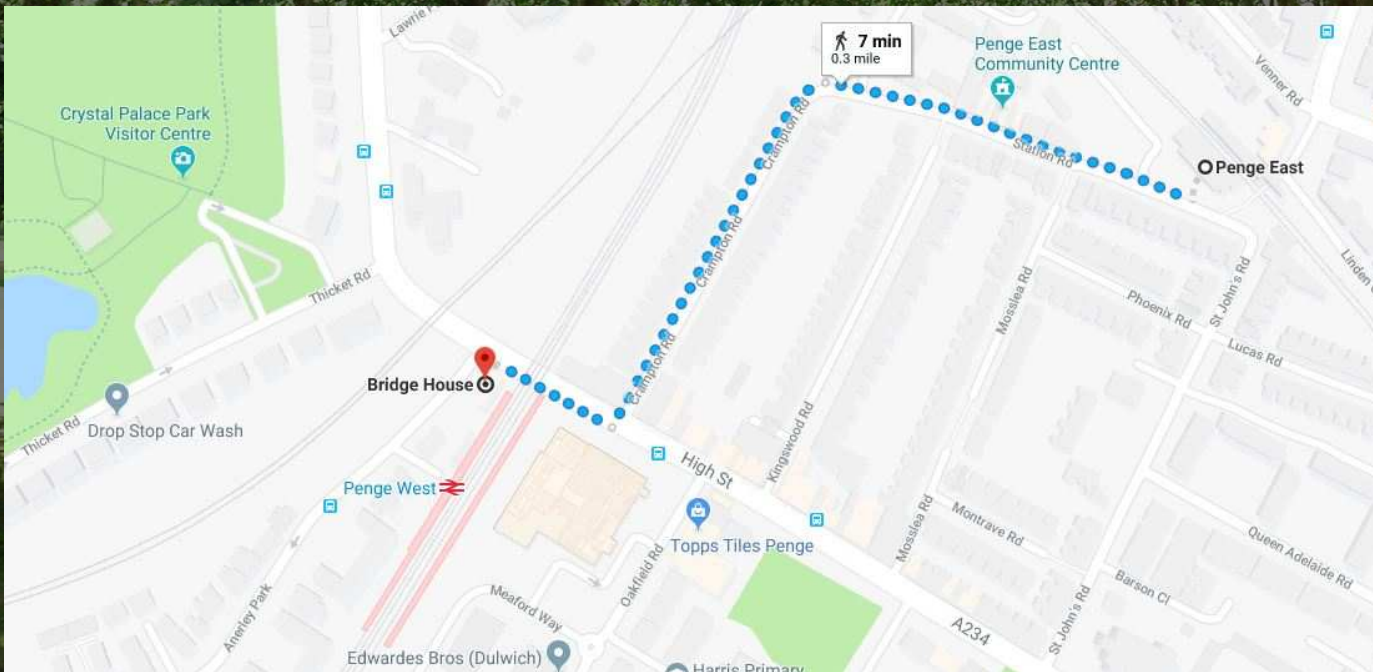 Lawrie
7 min
0.3 mile
Penge East
Community Centre
Venner Rd
Crystal Palace Park
Visitor Centre
Crampton Rd
Station Rd
Penge East
Crampton Rd
Linden
Thicket Rd
Mosslea Rd
St John's Rd
Phoenix Rd
Lucas Rd
Crampton Rd
Bridge House
Thicket Rd
Drop Stop Car Wash
Kingswood Rd
High St
Penge West
Mosslea Rd
Montrave Rd
Queen Adelaide Rd
Topps Tiles Penge
Oakfield Rd
Barson Cl
Anerley Park
Meaford Way
St John's Rd
A234
Edwardes Bros (Dulwich)
Harris Primary